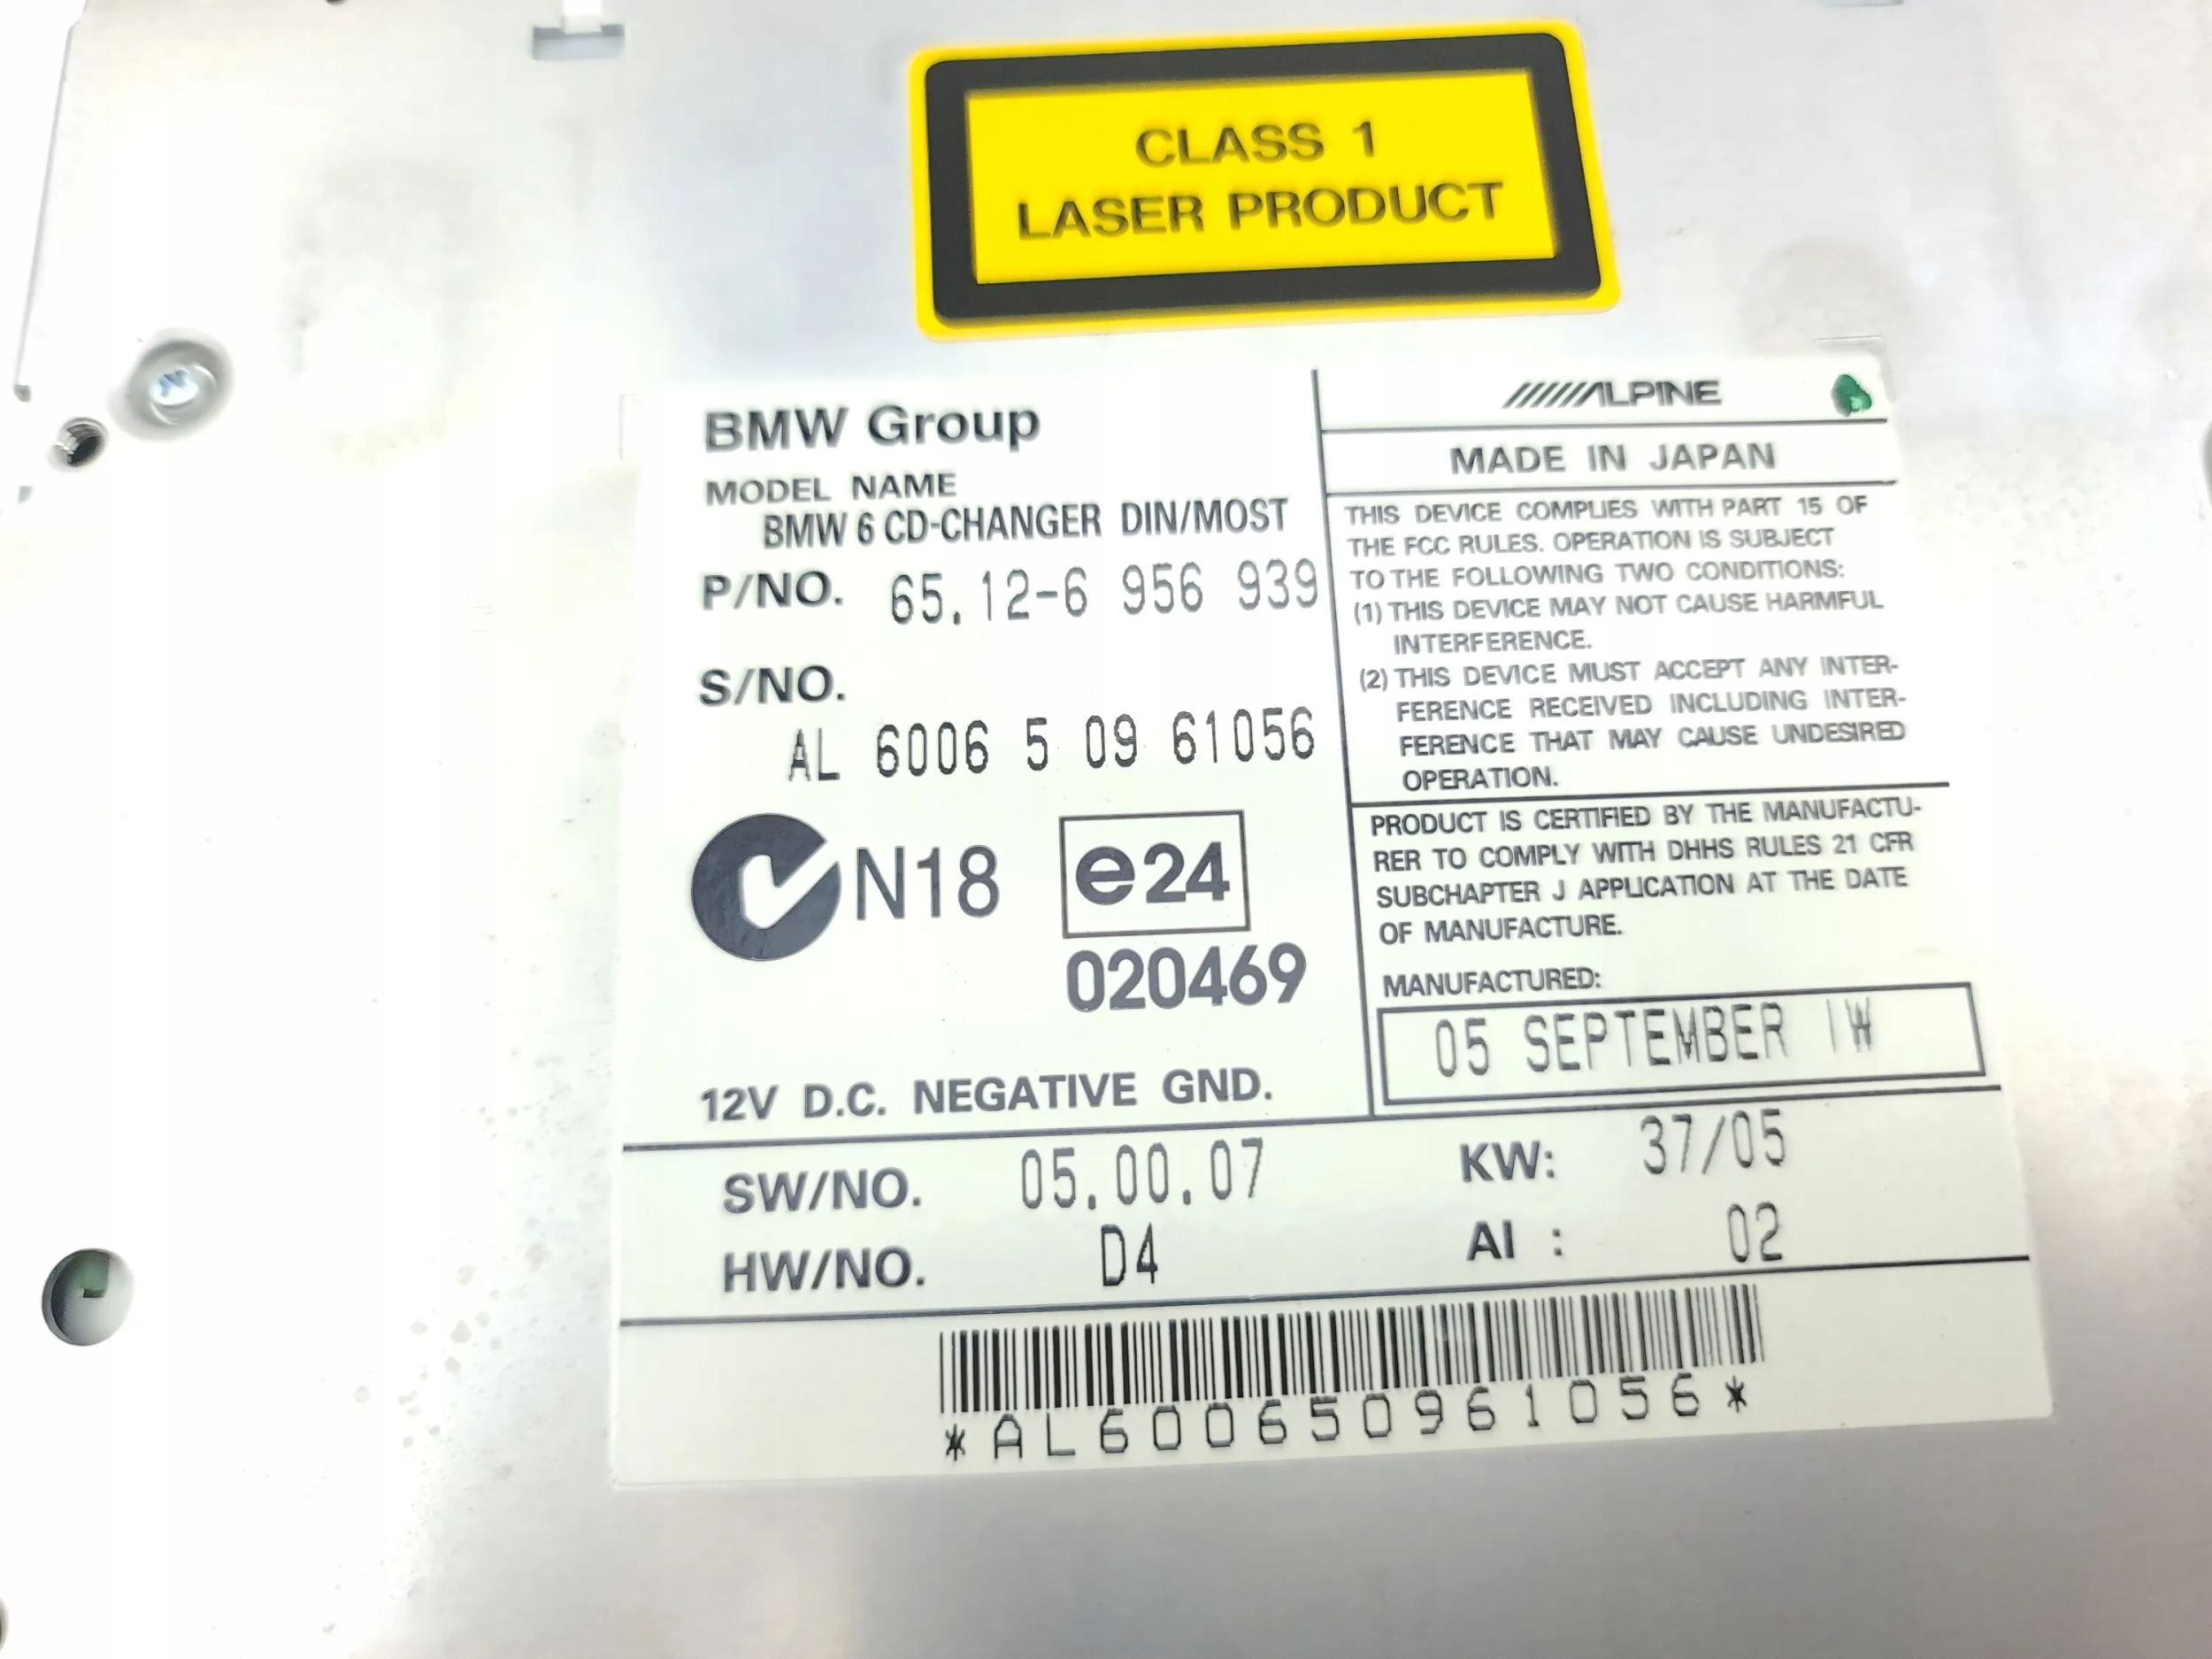 CLASS 1
LASER PRODUCT
BMW Group
MODEL NAME
BMW 6 CD-CHANGER DIN/MOST
P/NO. 65.12-6 956 939
S/NO.
AL 6006 5 09 61056
N18 e24
020469
12V D.C. NEGATIVE GND.
ALPINE
MADE IN JAPAN
THIS DEVICE COMPLIES WITH PART 15 OF
THE FCC RULES. OPERATION IS SUBJECT
TO THE FOLLOWING TWO CONDITIONS:
(1) THIS DEVICE MAY NOT CAUSE HARMFUL
INTERFERENCE.
(2) THIS DEVICE MUST ACCEPT ANY INTER-
FERENCE RECEIVED INCLUDING INTER-
FERENCE THAT MAY CAUSE UNDESIRED
OPERATION.
PRODUCT IS CERTIFIED BY THE MANUFACTU-
RER TO COMPLY WITH DHHS RULES 21 CFR
SUBCHAPTER J APPLICATION AT THE DATE
OF MANUFACTURE.
MANUFACTURED:
05 SEPTEMBER IW
SW/NO. 05.00.07 KW: 37/05
HW/NO. D4 AI : 02
*AL600650961056*